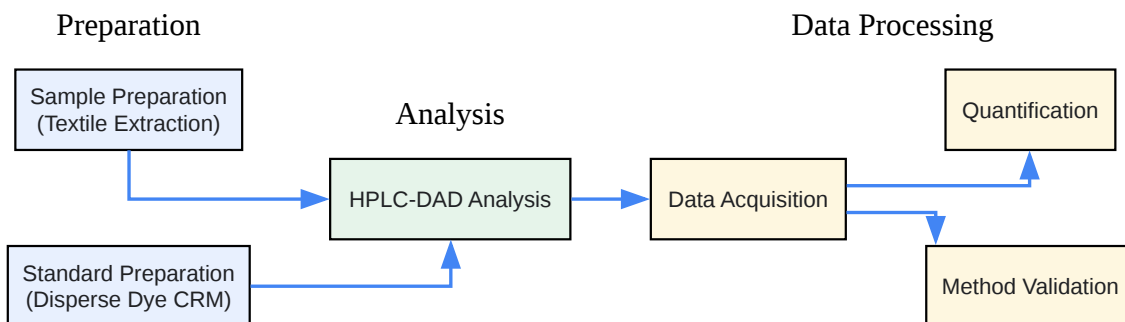 Preparation
Sample Preparation
(Textile Extraction)
Standard Preparation
(Disperse Dye CRM)
Analysis
HPLC-DAD Analysis
Data Processing
Data Acquisition
Quantification
Method Validation